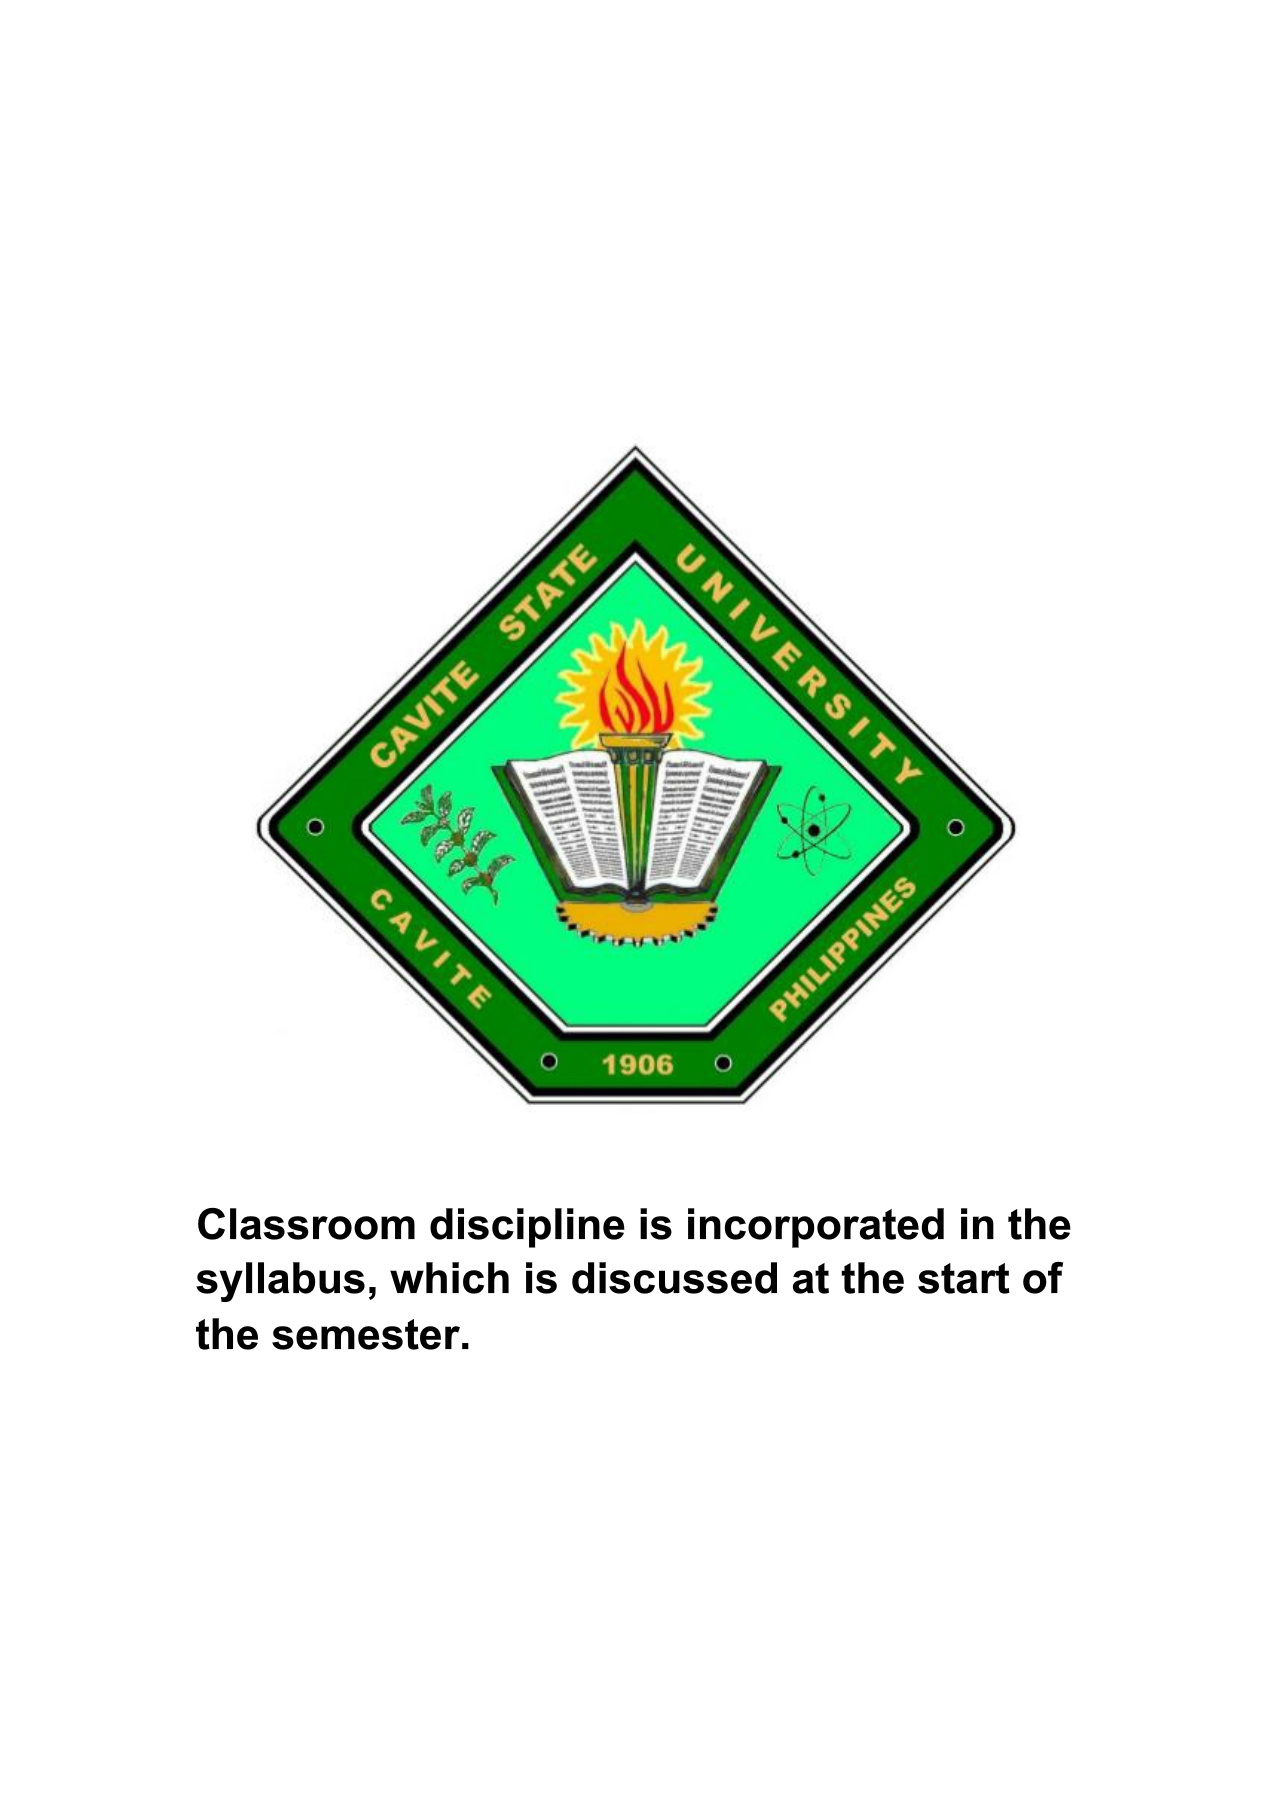 CAVITE STATE UNIVERSITY
CAVITE
1906
PHILIPPINES
Classroom discipline is incorporated in the
syllabus, which is discussed at the start of
the semester.